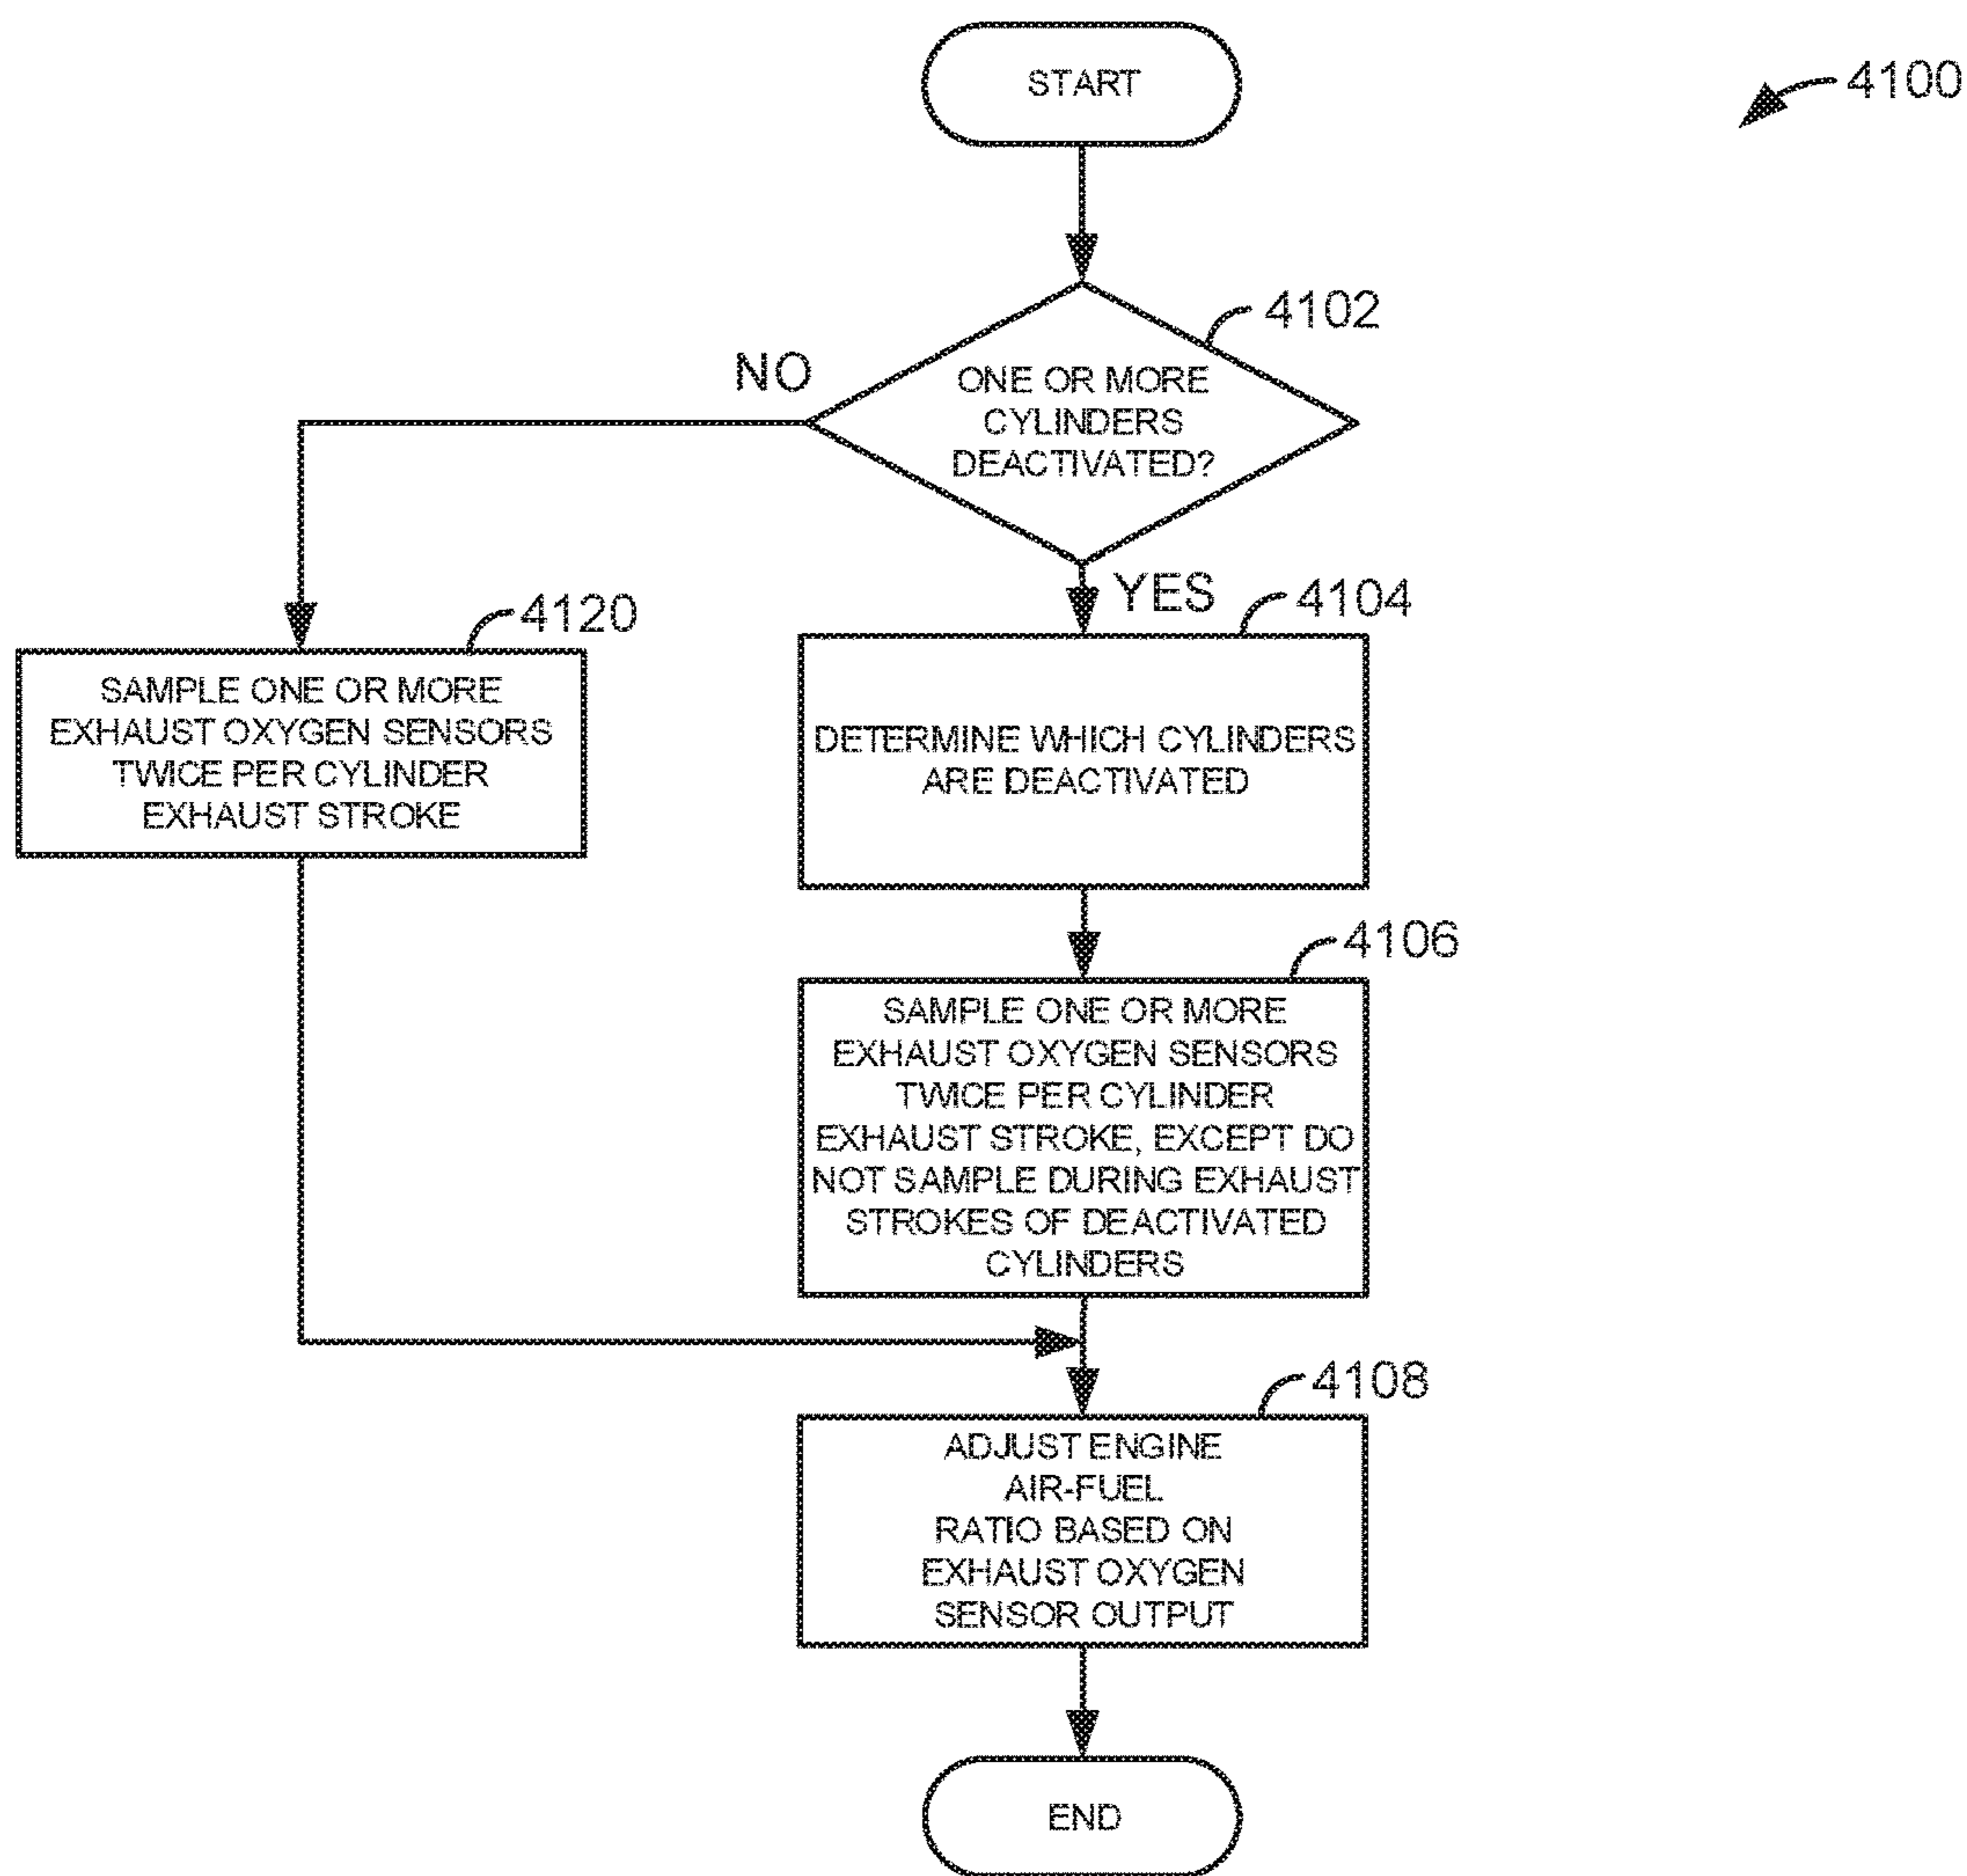 START
4100
4102
NO
ONE OR MORE
CYLINDERS
DEACTIVATED?
YES
4120
4104
SAMPLE ONE OR MORE
EXHAUST OXYGEN SENSORS
TWICE PER CYLINDER
EXHAUST STROKE
DETERMINE WHICH CYLINDERS
ARE DEACTIVATED
4106
SAMPLE ONE OR MORE
EXHAUST OXYGEN SENSORS
TWICE PER CYLINDER
EXHAUST STROKE, EXCEPT DO
NOT SAMPLE DURING EXHAUST
STROKES OF DEACTIVATED
CYLINDERS
4108
ADJUST ENGINE
AIR-FUEL
RATIO BASED ON
EXHAUST OXYGEN
SENSOR OUTPUT
END